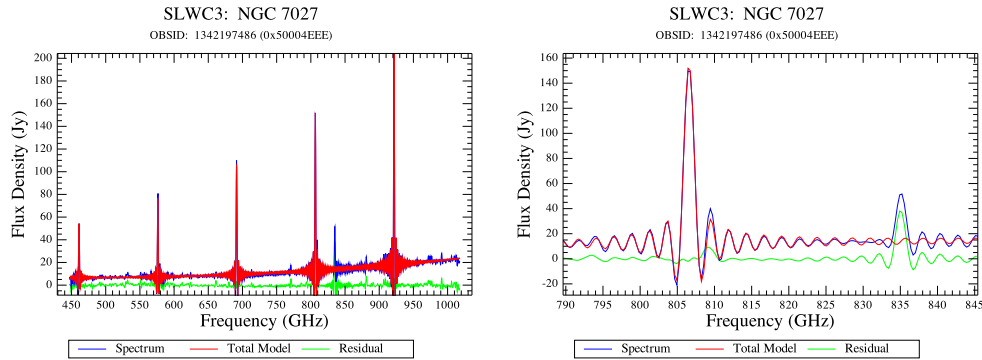 SLWC3: NGC 7027
OBSID: 1342197486 (0x50004EEE)
Flux Density (Jy)
200
180
160
140
120
100
80
60
40
20
0
450 500 550 600 650 700 750 800 850 900 950 1000
Frequency (GHz)
Spectrum Total Model Residual
SLWC3: NGC 7027
OBSID: 1342197486 (0x50004EEE)
Flux Density (Jy)
160
140
120
100
80
60
40
20
0
-20
790 795 800 805 810 815 820 825 830 835 840 845
Frequency (GHz)
Spectrum Total Model Residual